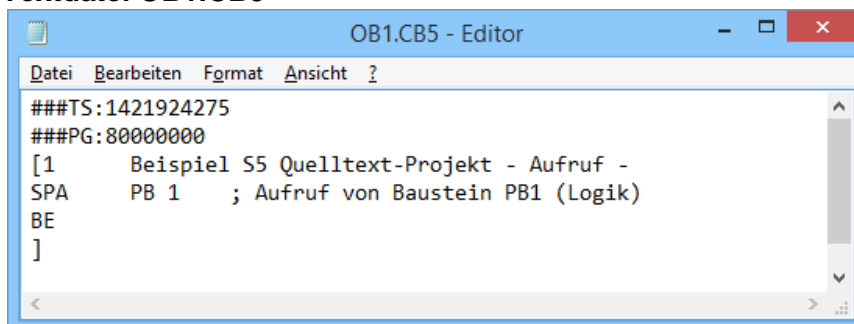 OB1.CB5 - Editor
Datei Bearbeiten Format Ansicht ?
###TS:1421924275
###PG:80000000
[1 Beispiel S5 Quelltext-Projekt - Aufruf -
SPA PB 1 ; Aufruf von Baustein PB1 (Logik)
BE
]